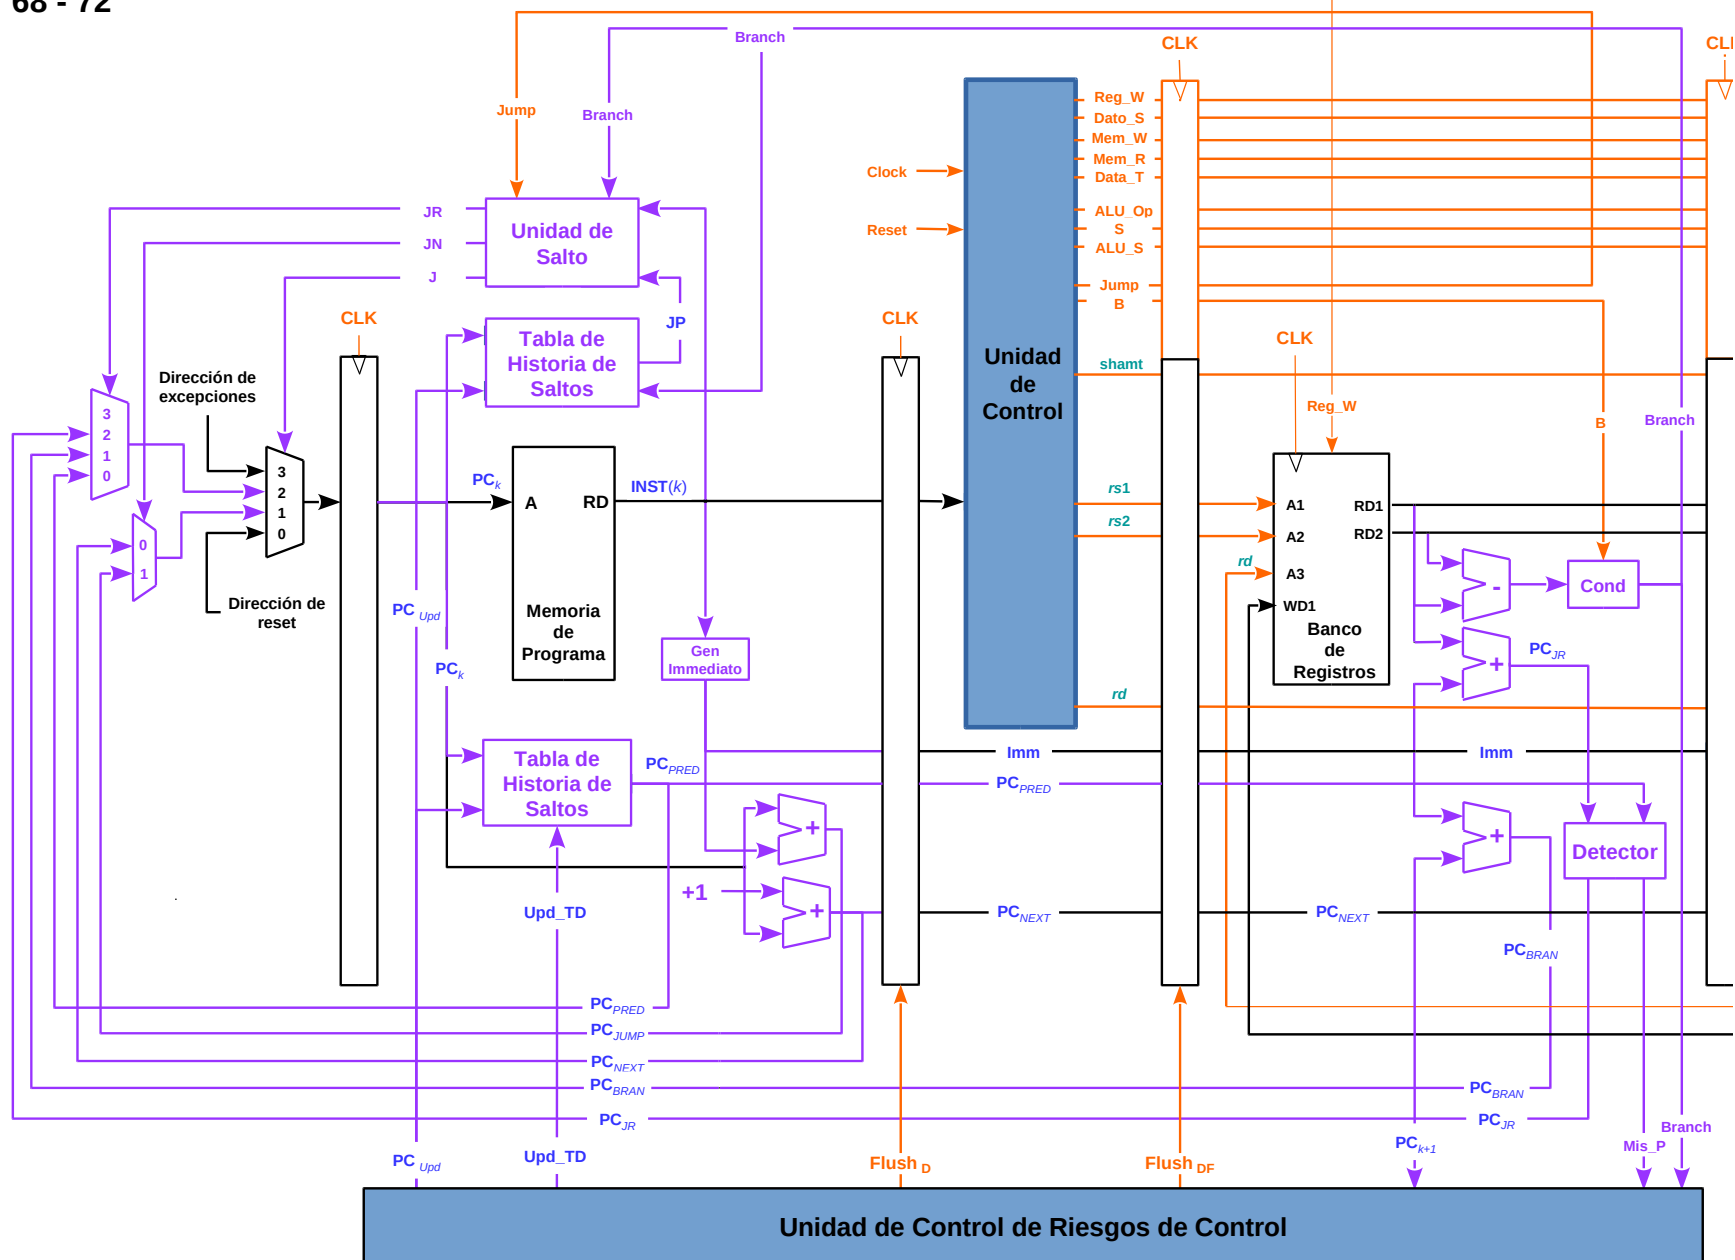 68 - 72
Branch
CLK
CLK
Jump
Branch
Reg_W
Dato_S
Mem_W
Mem_R
Data_T
Clock
JR
Unidad de
Salto
ALU_Op
JN
Reset
S
ALU_S
J
Jump
B
CLK
JP
CLK
CLK
Tabla de
Historia de
Saltos
Unidad
de
Control
shamt
Dirección de
excepciones
Reg_W
B
Branch
3
2
1
0
3
2
1
0
PCk
A
RD
INST(k)
rs1
rs2
A1
RD1
A2
RD2
rd
A3
WD1
Banco
de
Registros
-
Cond
0
1
Dirección de
reset
PC Upd
Memoria
de
Programa
Gen
Immediato
PCk
+
PCJR
rd
Tabla de
Historia de
Saltos
PCPRED
Imm
Imm
PCPRED
+
+
Detector
+1
+
Upd_TD
PCNEXT
PCNEXT
PCBRAN
PCPRED
PCJUMP
PCNEXT
PCBRAN
PCBRAN
PCJR
PCJR
Branch
PCk+1
Mis_P
PC Upd
Upd_TD
Flush D
Flush DF
Unidad de Control de Riesgos de Control